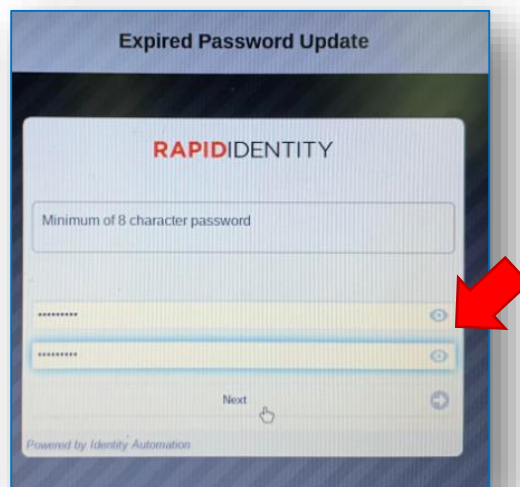 Expired Password Update
RAPIDIDENTITY
Minimum of 8 character password
•••••••••
•••••••••
Next
Powered by Identity Automation